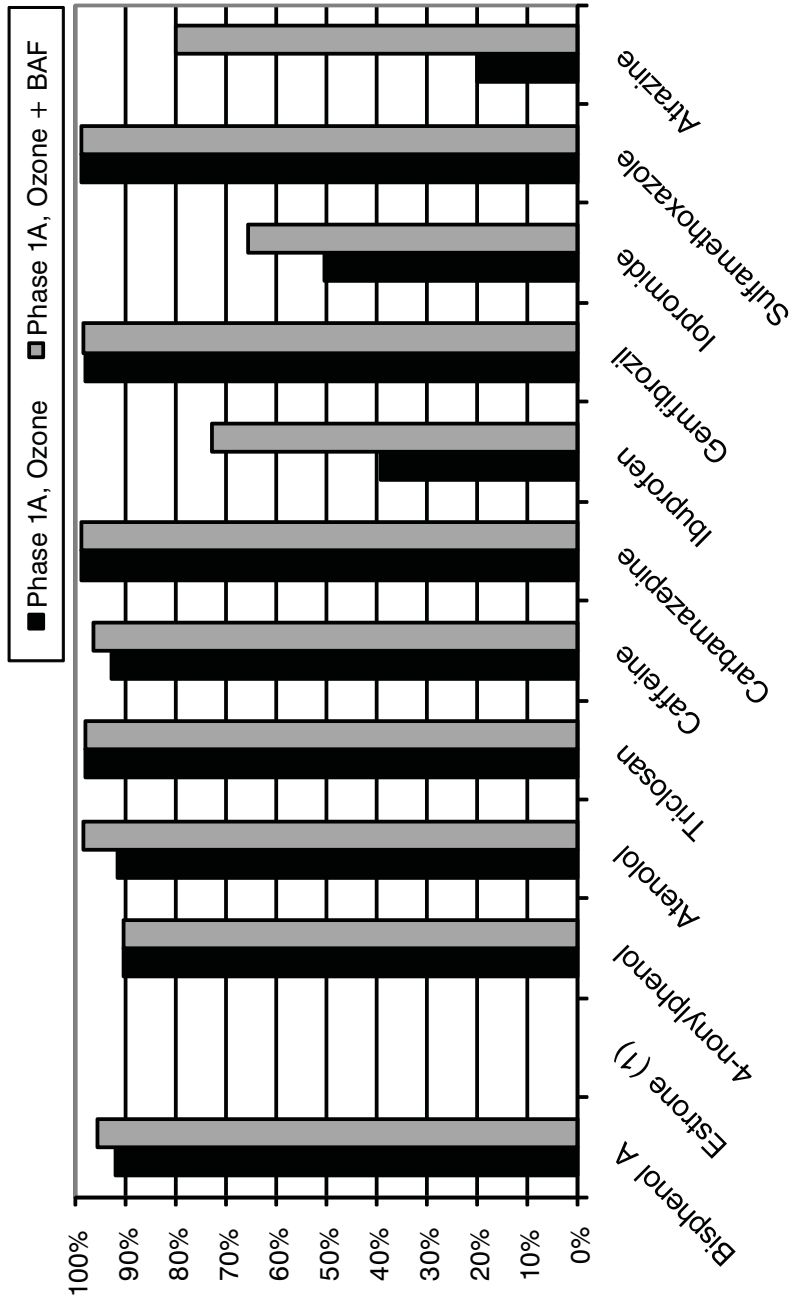 Phase 1A, Ozone
Phase 1A, Ozone + BAF
100%
90%
80%
70%
60%
50%
40%
30%
20%
10%
0%
Bisphenol A
Estrone (1)
4-nonylphenol
Atenolol
Triclosan
Caffeine
Carbamazepine
Ibuprofen
Gemfibrozil
Iopromide
Sulfamethoxazole
Atrazine